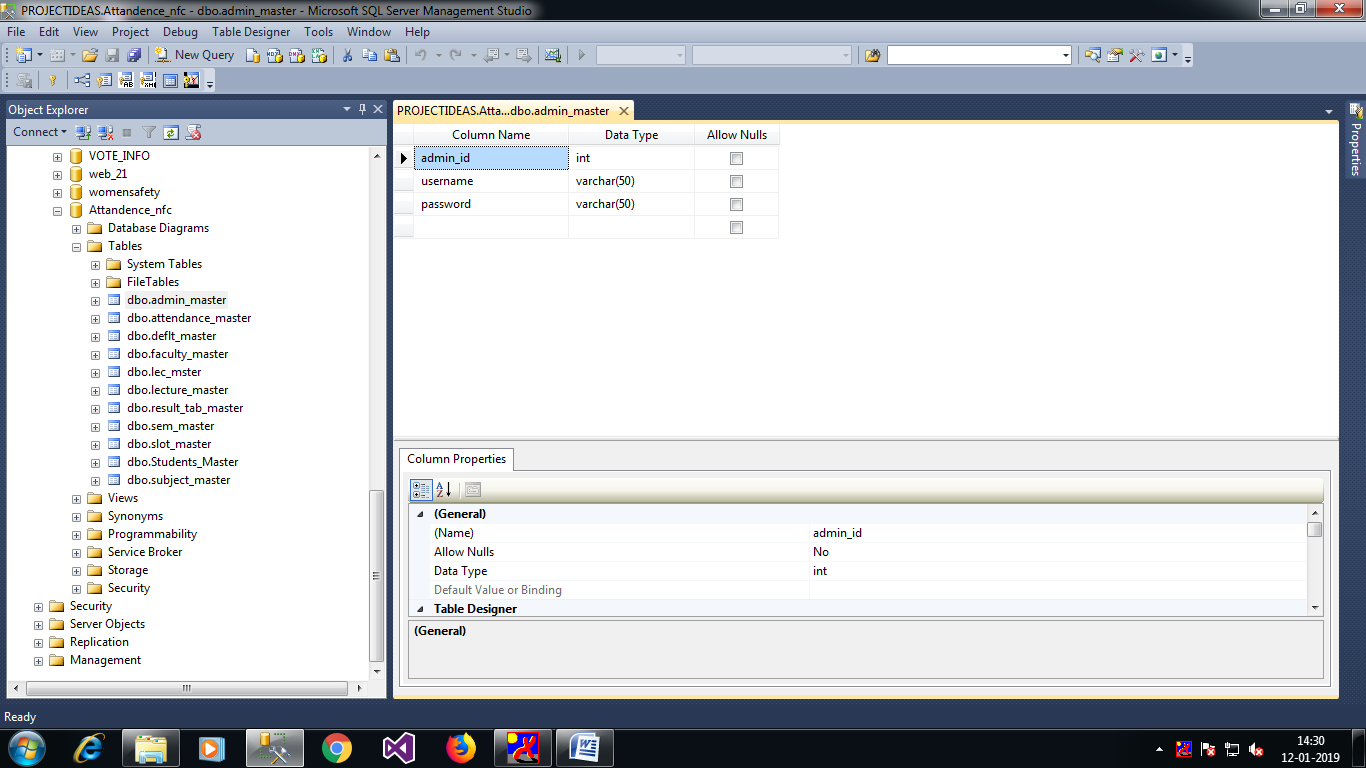 PROJECTIDEAS.Attandence_nfc - dbo.admin_master - Microsoft SQL Server Management Studio
File Edit View Project Debug Table Designer Tools Window Help
New Query
Object Explorer
Connect
VOTE_INFO
web_21
womensafety
Attandence_nfc
Database Diagrams
Tables
System Tables
FileTables
dbo.admin_master
dbo.attendance_master
dbo.deflt_master
dbo.faculty_master
dbo.lec_mster
dbo.lecture_master
dbo.result_tab_master
dbo.sem_master
dbo.slot_master
dbo.Students_Master
dbo.subject_master
Views
Synonyms
Programmability
Service Broker
Storage
Security
Security
Server Objects
Replication
Management
PROJECTIDEAS.Atta...dbo.admin_master
Column Name Data Type Allow Nulls
admin_id int
username varchar(50)
password varchar(50)
Column Properties
(General)
(Name) admin_id
Allow Nulls No
Data Type int
Default Value or Binding
Table Designer
(General)
Properties
Ready
14:30
12-01-2019